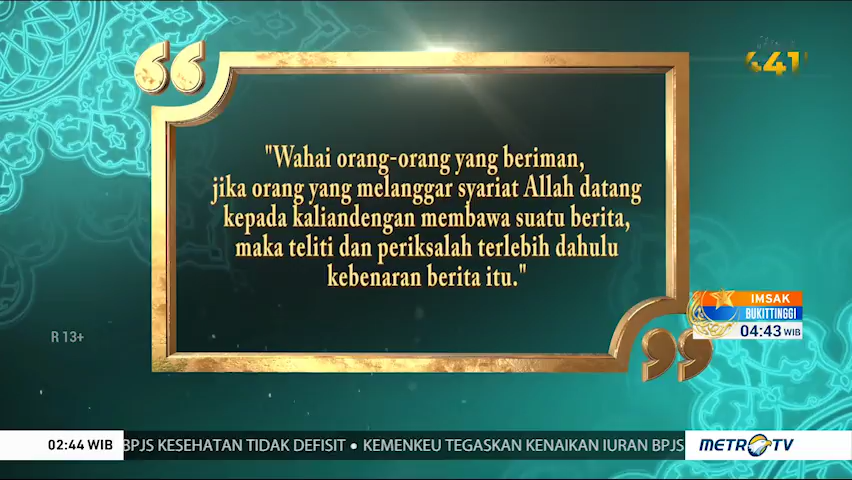 441
"Wahai orang-orang yang beriman,
jika orang yang melanggar syariat Allah datang
kepada kaliandengan membawa suatu berita,
maka teliti dan periksalah terlebih dahulu
kebenaran berita itu."
IMSAK
BUKITTINGGI
04:43 WIB
R 13+
02:44 WIB
BPJS KESEHATAN TIDAK DEFISIT • KEMENKEU TEGASKAN KENAIKAN IURAN BPJS
METRO TV